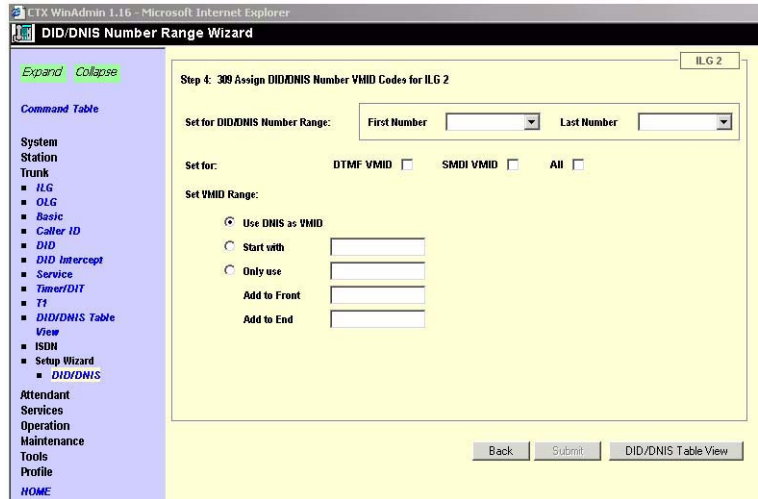 CTX WinAdmin 1.16 - Microsoft Internet Explorer
DID/DNIS Number Range Wizard
Expand Collapse
Command Table
System
Station
Trunk
ILG
OLG
Basic
Caller ID
DID
DID Intercept
Service
Timer/DIT
T1
DID/DNIS Table
View
ISDN
Setup Wizard
DID/DNIS
Attendant
Services
Operation
Maintenance
Tools
Profile
HOME
ILG 2
Step 4: 309 Assign DID/DNIS Number VMID Codes for ILG 2
Set for DID/DNIS Number Range: First Number Last Number
Set for: DTMF VMID SMDI VMID All
Set VMID Range:
Use DNIS as VMID
Start with
Only use
Add to Front
Add to End
Back Submit DID/DNIS Table View